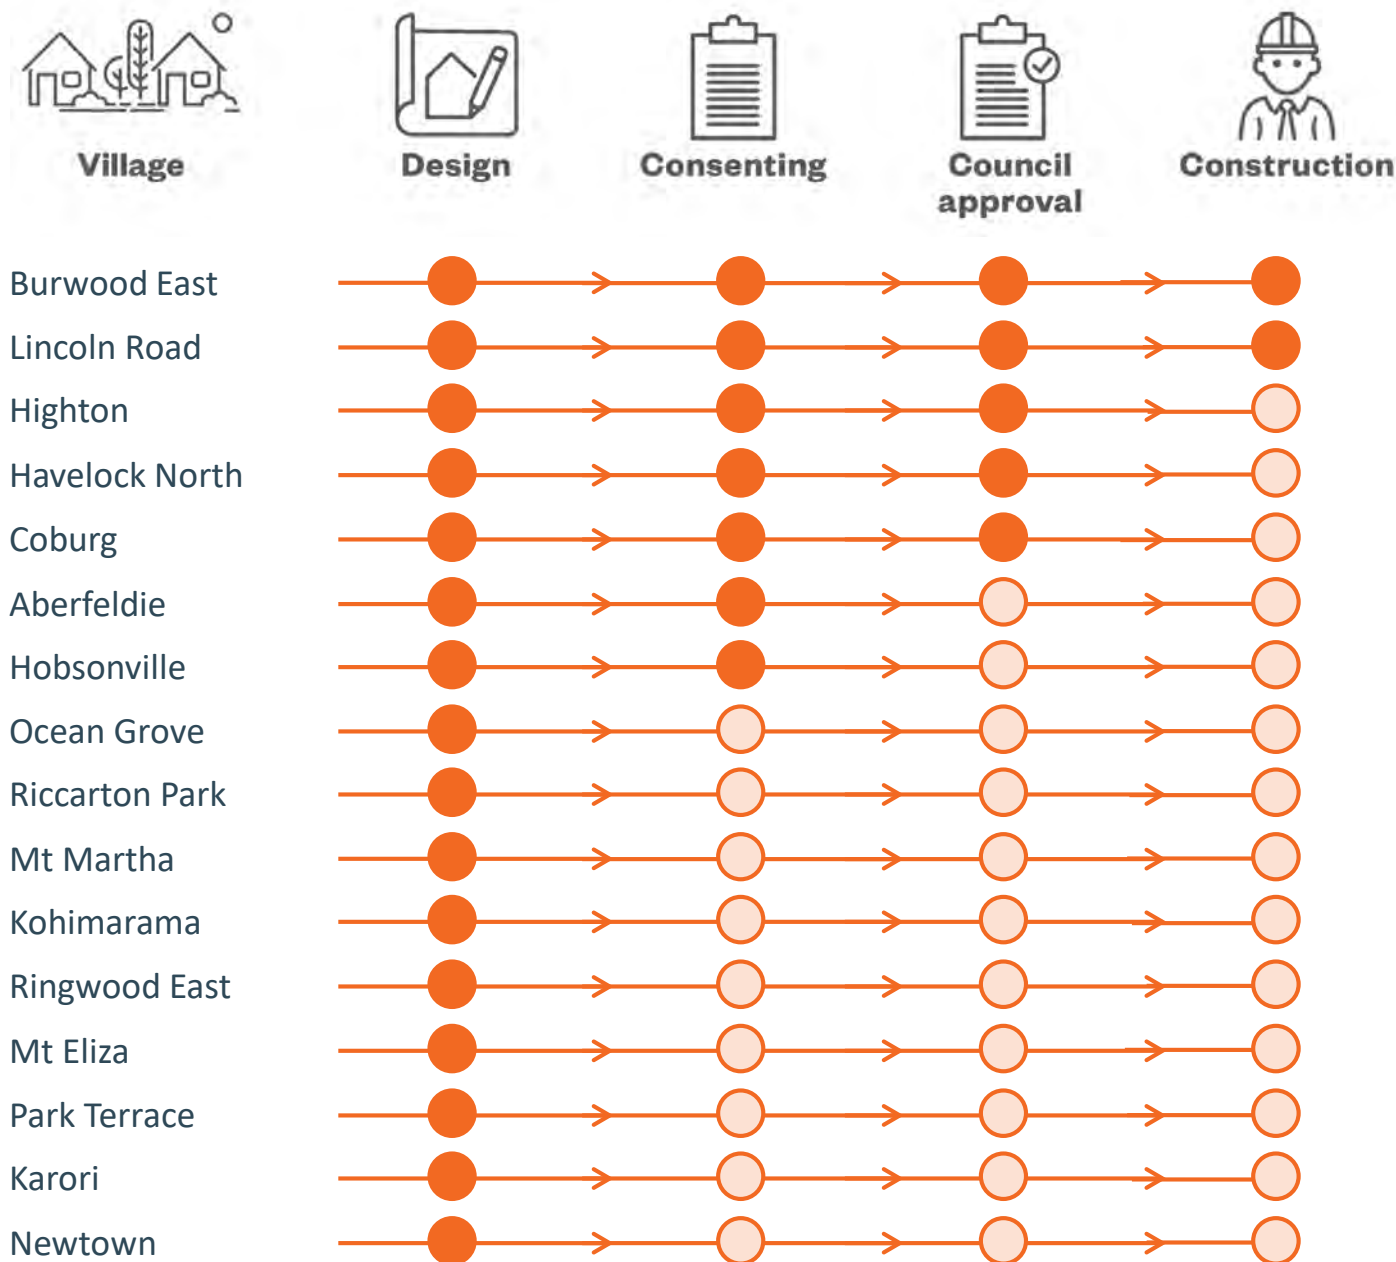 Village
Design
Consenting
Council
approval
Construction
Burwood East
Lincoln Road
Highton
Havelock North
Coburg
Aberfeldie
Hobsonville
Ocean Grove
Riccarton Park
Mt Martha
Kohimarama
Ringwood East
Mt Eliza
Park Terrace
Karori
Newtown